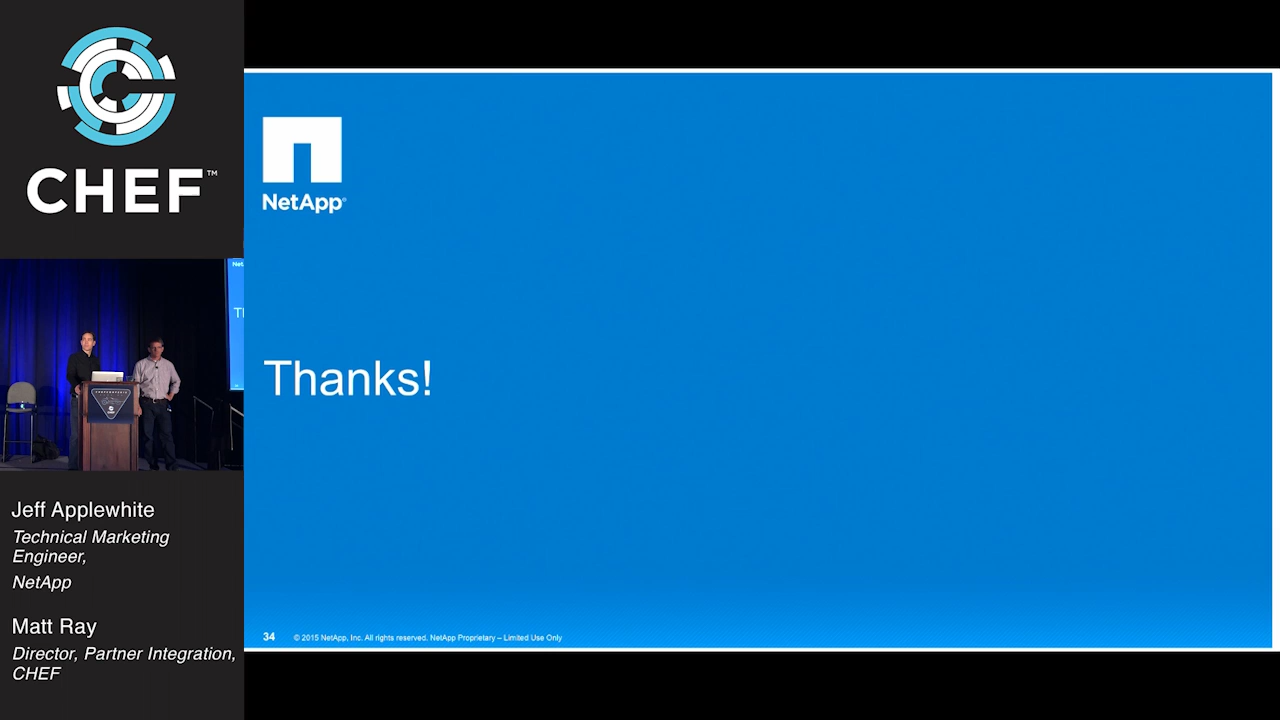 CHEF™
Jeff Applewhite
Technical Marketing
Engineer,
NetApp
Matt Ray
Director, Partner Integration,
CHEF
NetApp®
Thanks!
34 © 2015 NetApp, Inc. All rights reserved. NetApp Proprietary – Limited Use Only